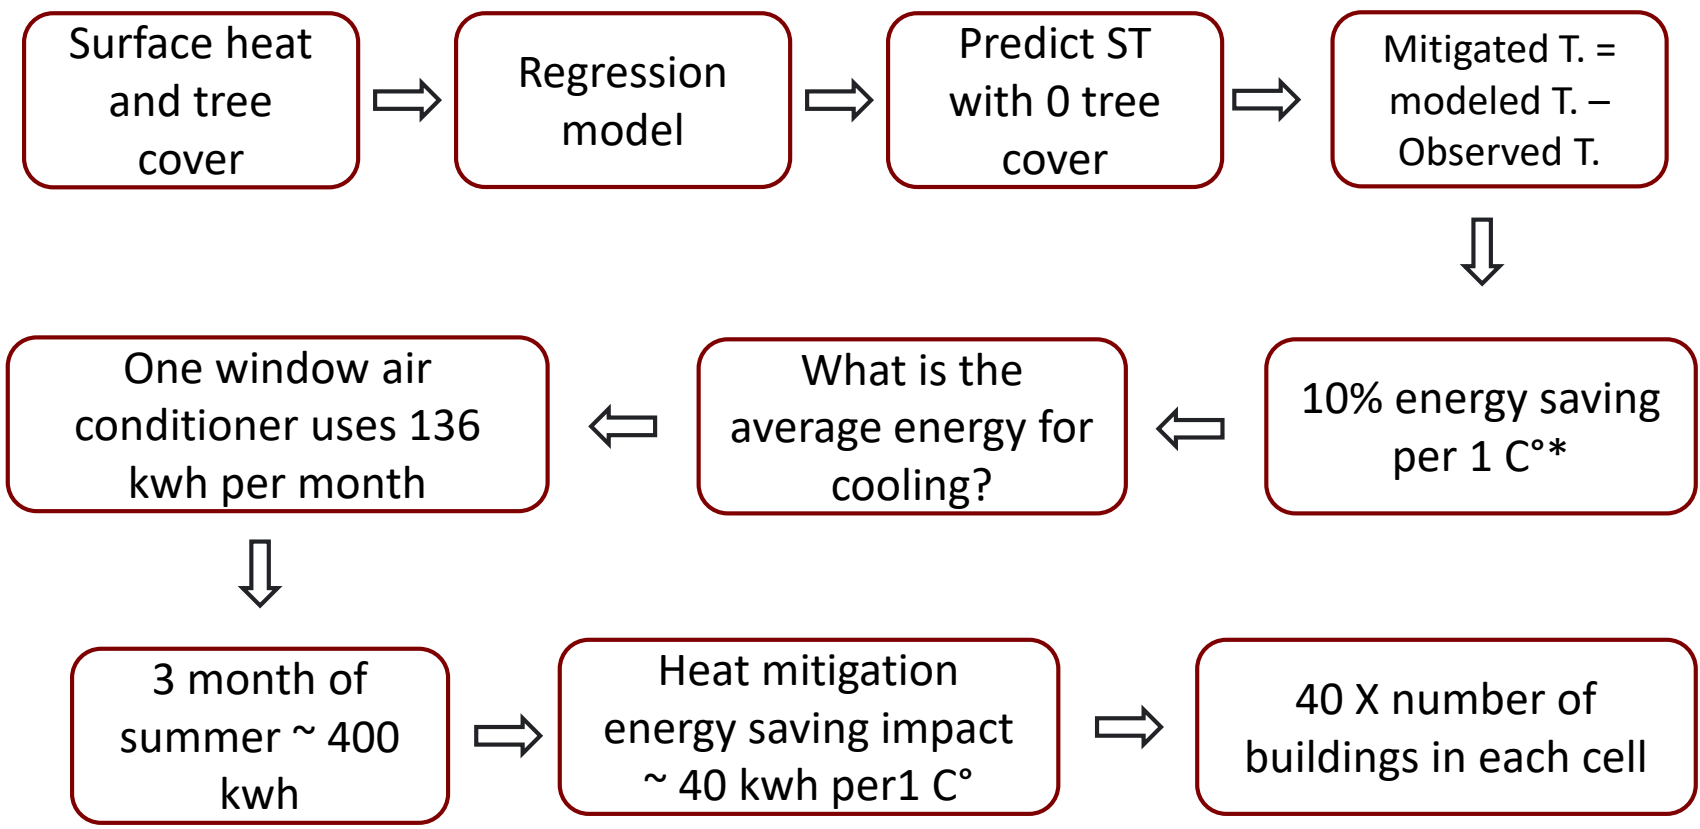 Surface heat
and tree
cover
Regression
model
Predict ST
with 0 tree
cover
Mitigated T. =
modeled T. –
Observed T.
10% energy saving
per 1 C°*
What is the
average energy for
cooling?
One window air
conditioner uses 136
kwh per month
3 month of
summer ~ 400
kwh
Heat mitigation
energy saving impact
~ 40 kwh per1 C°
40 X number of
buildings in each cell